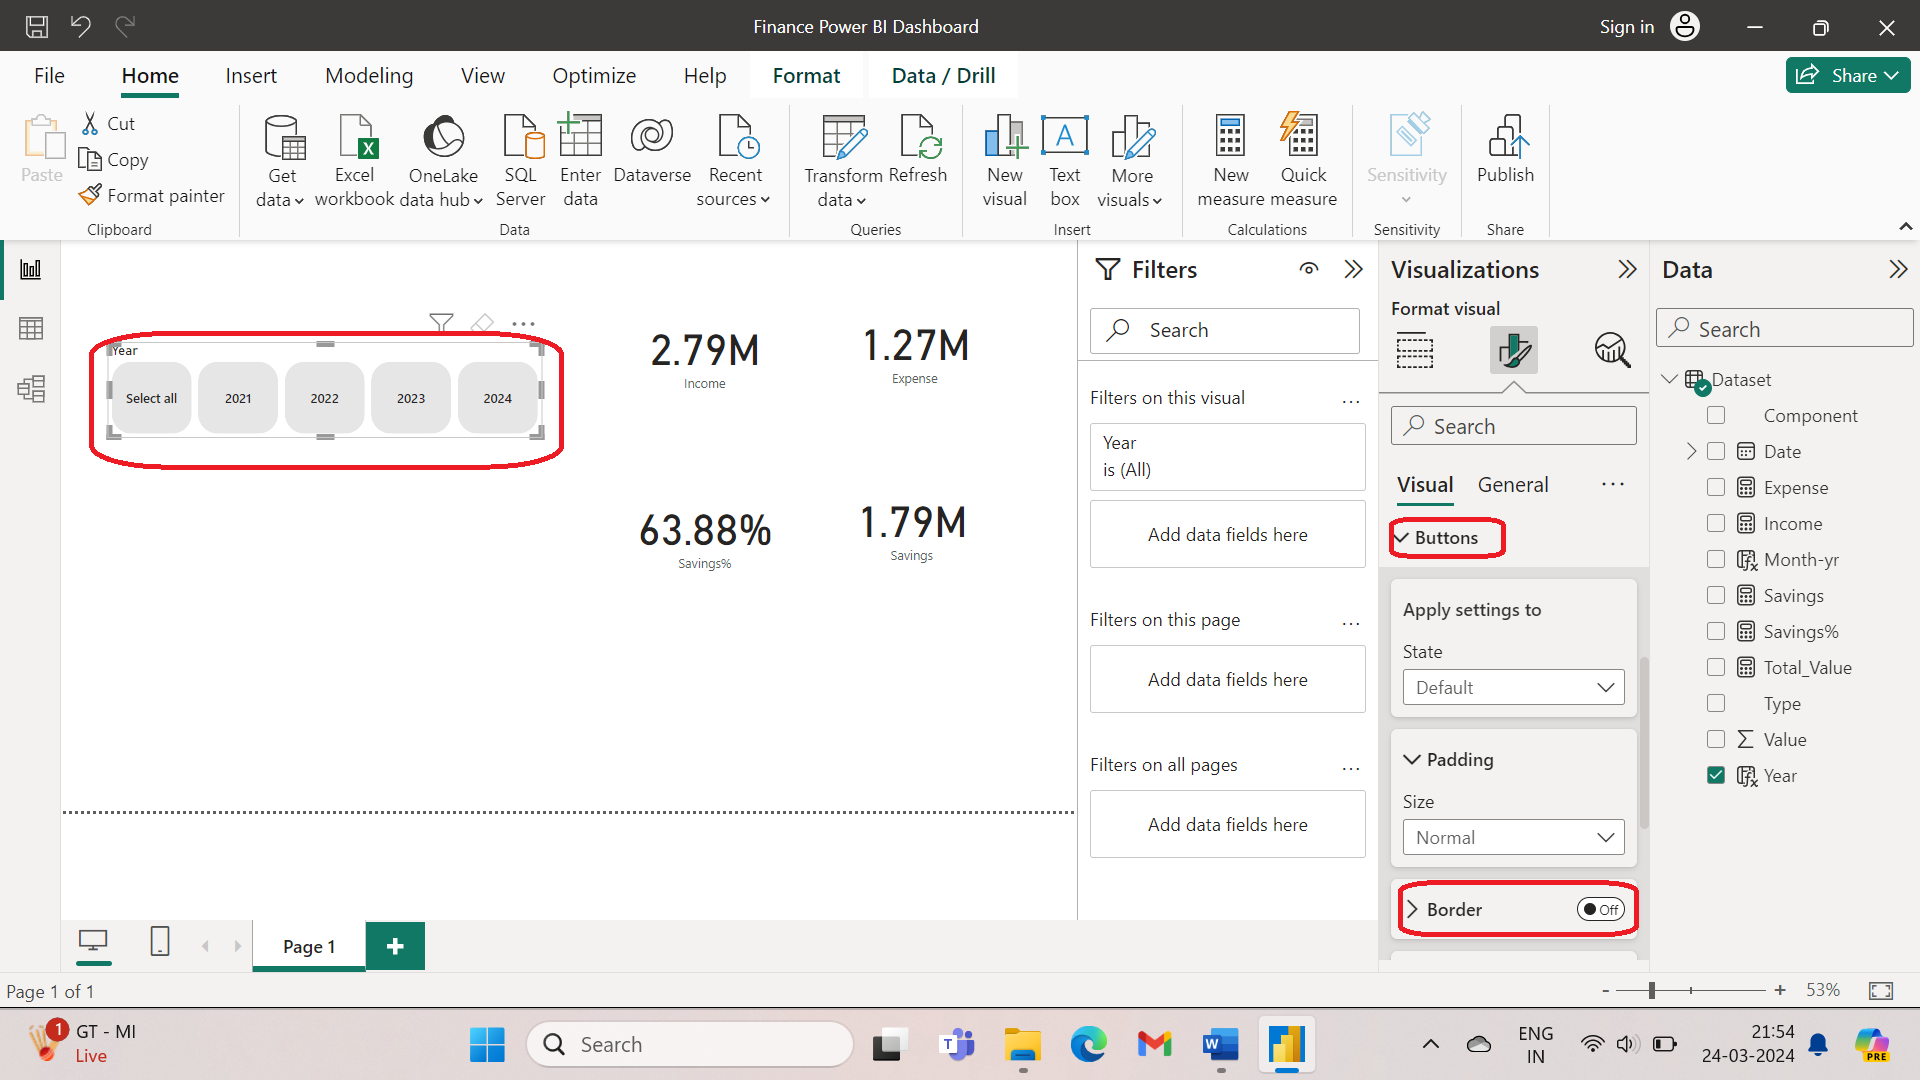 Finance Power BI Dashboard
Sign in
File Home Insert Modeling View Optimize Help Format Data / Drill
Share
Paste
Cut
Copy
Format painter
Clipboard
Get data
Excel workbook
OneLake data hub
SQL Server
Enter data
Dataverse
Recent sources
Data
Transform data
Refresh
Queries
New visual
Text box
More visuals
Insert
New measure
Quick measure
Calculations
Sensitivity
Sensitivity
Publish
Share
Year
Select all 2021 2022 2023 2024
2.79M
Income
1.27M
Expense
63.88%
Savings%
1.79M
Savings
Filters
Search
Filters on this visual
Year
is (All)
Add data fields here
Filters on this page
Add data fields here
Filters on all pages
Add data fields here
Visualizations
Format visual
Search
Visual General
Buttons
Apply settings to
State
Default
Padding
Size
Normal
Border Off
Data
Search
Dataset
Component
Date
Expense
Income
Month-yr
Savings
Savings%
Total_Value
Type
Value
Year
Page 1
Page 1 of 1
53%
1
GT - MI
Live
Search
ENG
IN
21:54
24-03-2024
PRE